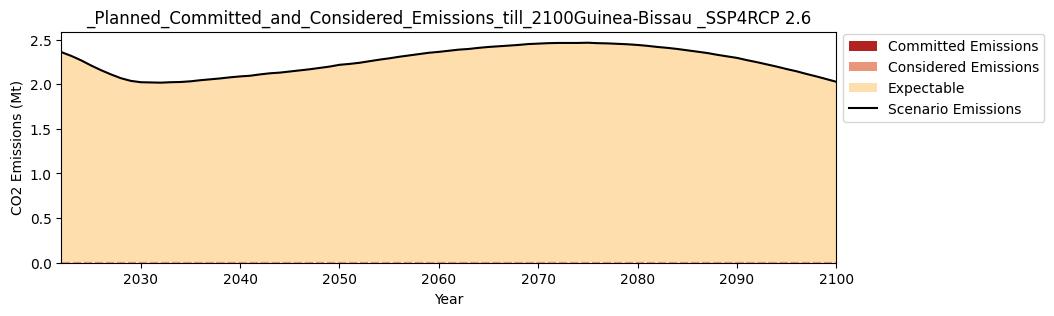 _Planned_Committed_and_Considered_Emissions_till_2100Guinea-Bissau _SSP4RCP 2.6
2.5
2.0
1.5
1.0
0.5
0.0
CO2 Emissions (Mt)
2030 2040 2050 2060 2070 2080 2090 2100
Year
Committed Emissions
Considered Emissions
Expectable
Scenario Emissions